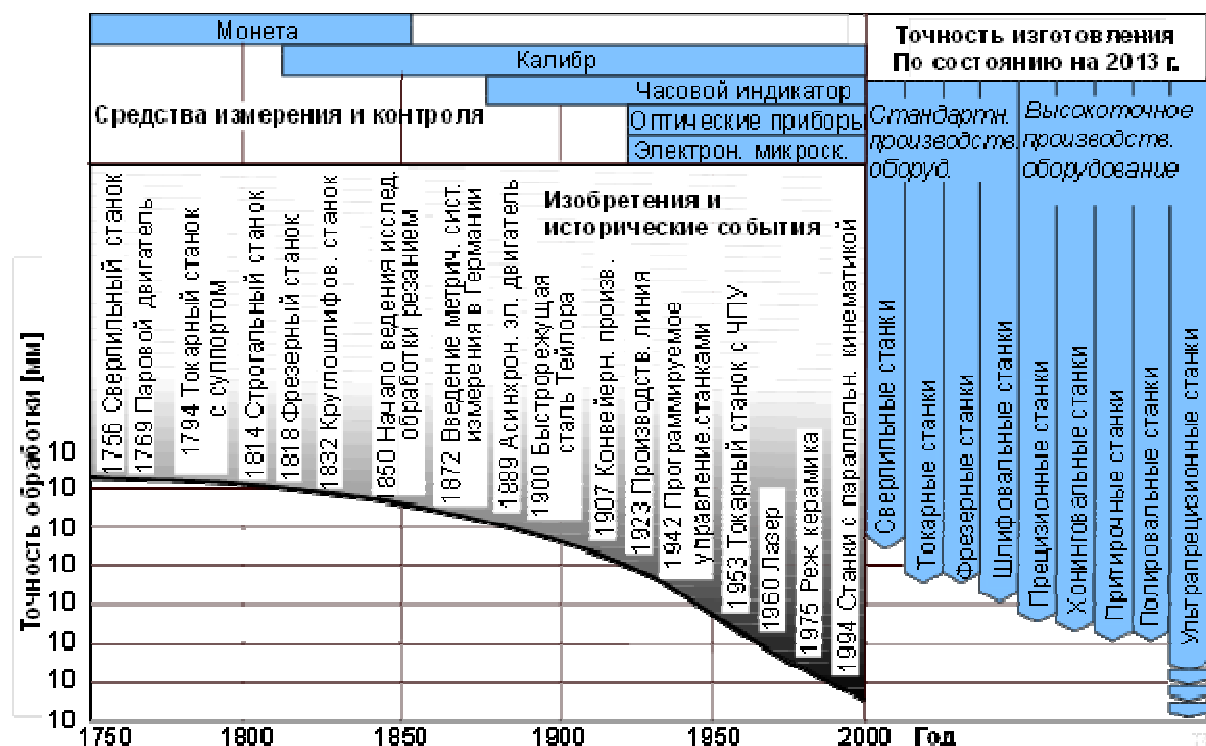 Монета
Калибр
Часовой индикатор
Средства измерения и контроля
Оптические приборы
Электрон. микроск.
Точность изготовления
По состоянию на 2013 г.
Стандартн.
производств.
оборуд.
Высокоточное
производств.
оборудование
Изобретения и
исторические события
1756 Сверлильный станок
1769 Паровой двигатель
1794 Токарный станок
с суппортом
1814 Строгальный станок
1818 Фрезерный станок
1832 Круглошлифов. станок
1850 Начало ведения исслед.
обработки резанием
1872 Введение метрич. сист.
измерения в Германии
1889 Асинхрон. эл. двигатель
1900 Быстрорежущая
сталь Тейлора
1907 Конвейерн. произв.
1923 Производств. линия
1942 Программируемое
управление.станками
1953 Токарный станок с ЧПУ
1960 Лазер
1975 Реж. керамика
1994 Станки с параллельн. кинематикой
Сверлильные станки
Токарные станки
Фрезерные станки
Шлифовальные станки
Прецизионные станки
Хонинговальные станки
Притирочные станки
Полировальные станки
Ультрапрецизионные станки
Точность обработки [мм]
10
10
10
10
10
10
10
10
1750
1800
1850
1900
1950
2000
Год